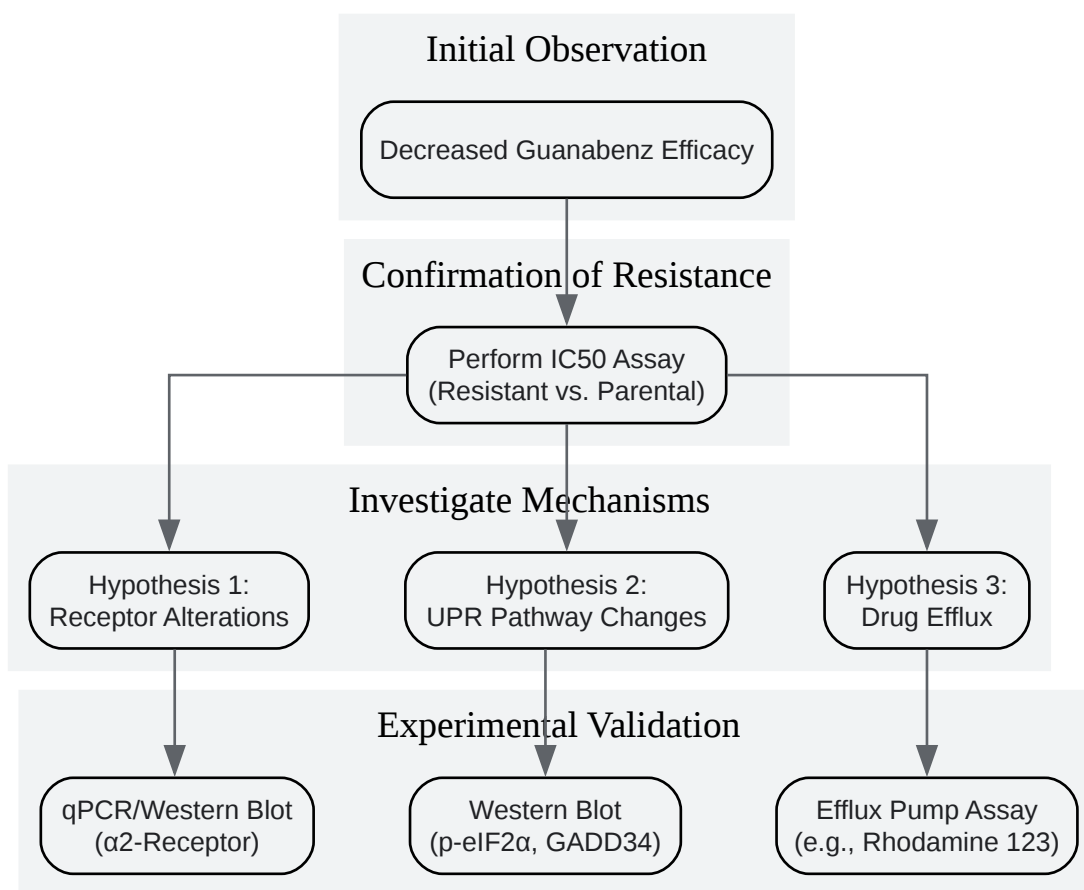 Initial Observation
Decreased Guanabenz Efficacy
Confirmation of Resistance
Perform IC50 Assay
(Resistant vs. Parental)
Investigate Mechanisms
Hypothesis 1:
Receptor Alterations
Hypothesis 2:
UPR Pathway Changes
Hypothesis 3:
Drug Efflux
Experimental Validation
qPCR/Western Blot
(α2-Receptor)
Western Blot
(p-eIF2α, GADD34)
Efflux Pump Assay
(e.g., Rhodamine 123)